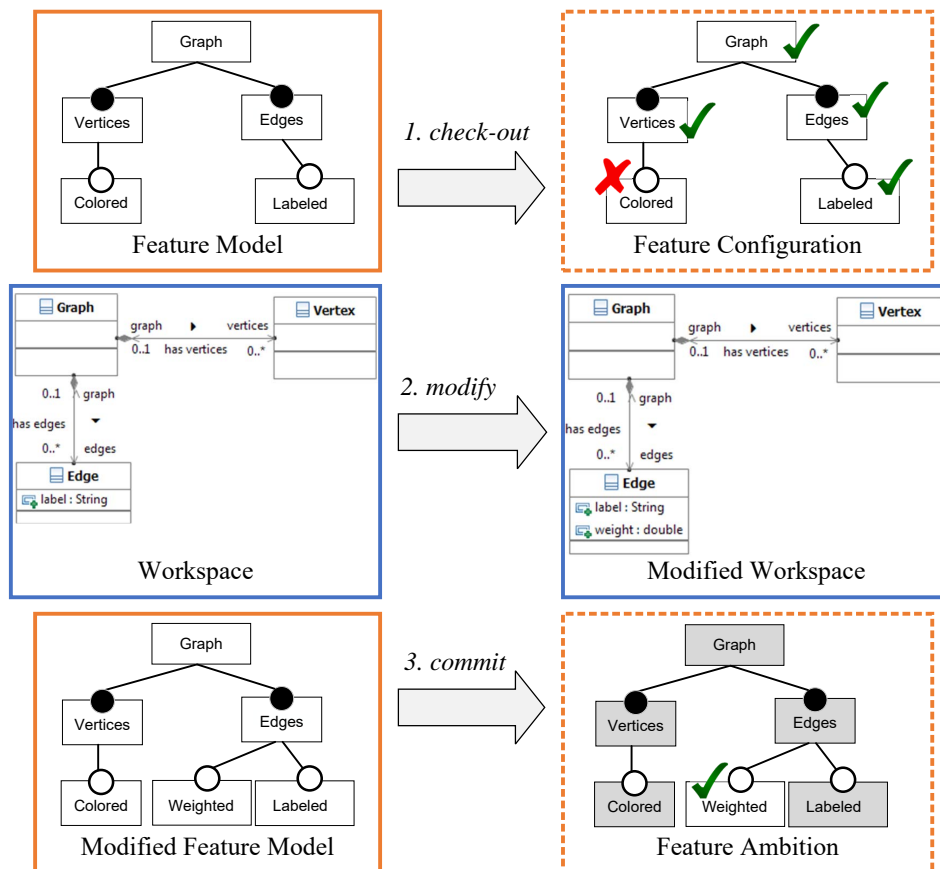 Graph
Vertices
Edges
Colored
Labeled
Feature Model
1. check-out
Graph
Vertices
Edges
Colored
Labeled
Feature Configuration
Graph
Vertex
graph
vertices
0..1 has vertices 0..*
0..1
graph
has edges
0..*
edges
Edge
label : String
Workspace
2. modify
Graph
Vertex
graph
vertices
0..1 has vertices 0..*
0..1
graph
has edges
0..*
edges
Edge
label : String
weight : double
Modified Workspace
Graph
Vertices
Edges
Colored
Weighted
Labeled
Modified Feature Model
3. commit
Graph
Vertices
Edges
Colored
Weighted
Labeled
Feature Ambition